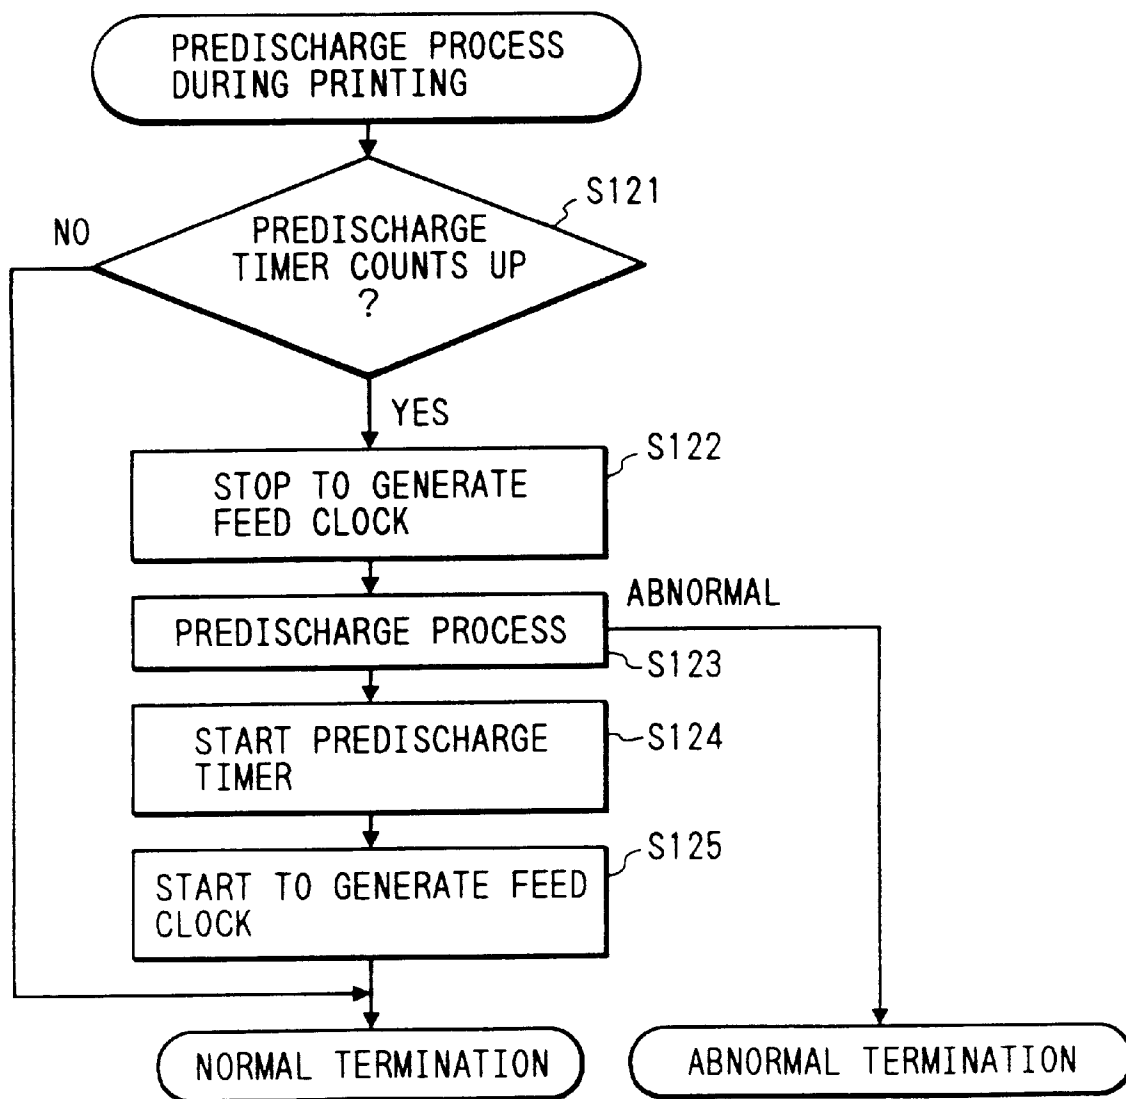 PREDISCHARGE PROCESS
DURING PRINTING
S121
NO
PREDISCHARGE
TIMER COUNTS UP
?
YES
S122
STOP TO GENERATE
FEED CLOCK
ABNORMAL
PREDISCHARGE PROCESS
S123
START PREDISCHARGE
TIMER
S124
S125
START TO GENERATE FEED
CLOCK
NORMAL TERMINATION
ABNORMAL TERMINATION